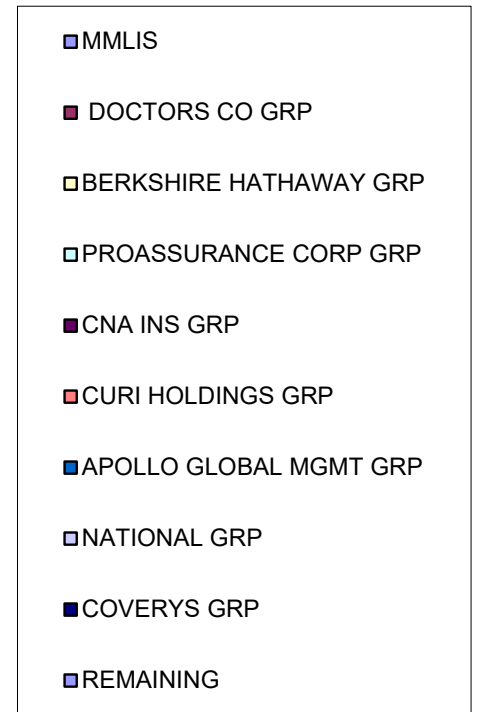 MMLIS
DOCTORS CO GRP
BERKSHIRE HATHAWAY GRP
PROASSURANCE CORP GRP
CNA INS GRP
CURI HOLDINGS GRP
APOLLO GLOBAL MGMT GRP
NATIONAL GRP
COVERYS GRP
REMAINING